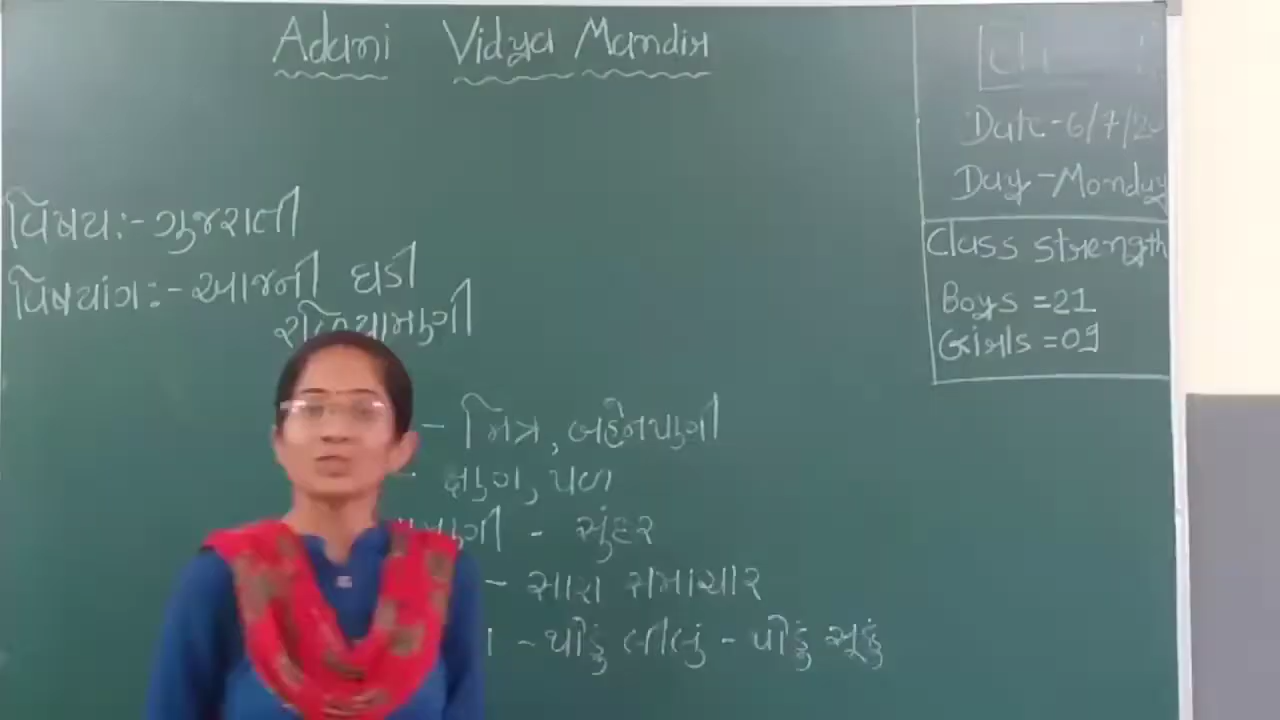 Adani Vidya Mandir
Date-6/7/20
Day-Monday
Class strength
Boys =21
Girls =09
વિષય:- ગુજરાતી
વિષયાંગ:- આજની ઘડી
રળિયામણી
- મિત્ર, બહેનપણી
- ક્ષણ, પળ
- સુંદર
- સારા સમાચાર
- થોડું લીલું - થોડું સૂકું